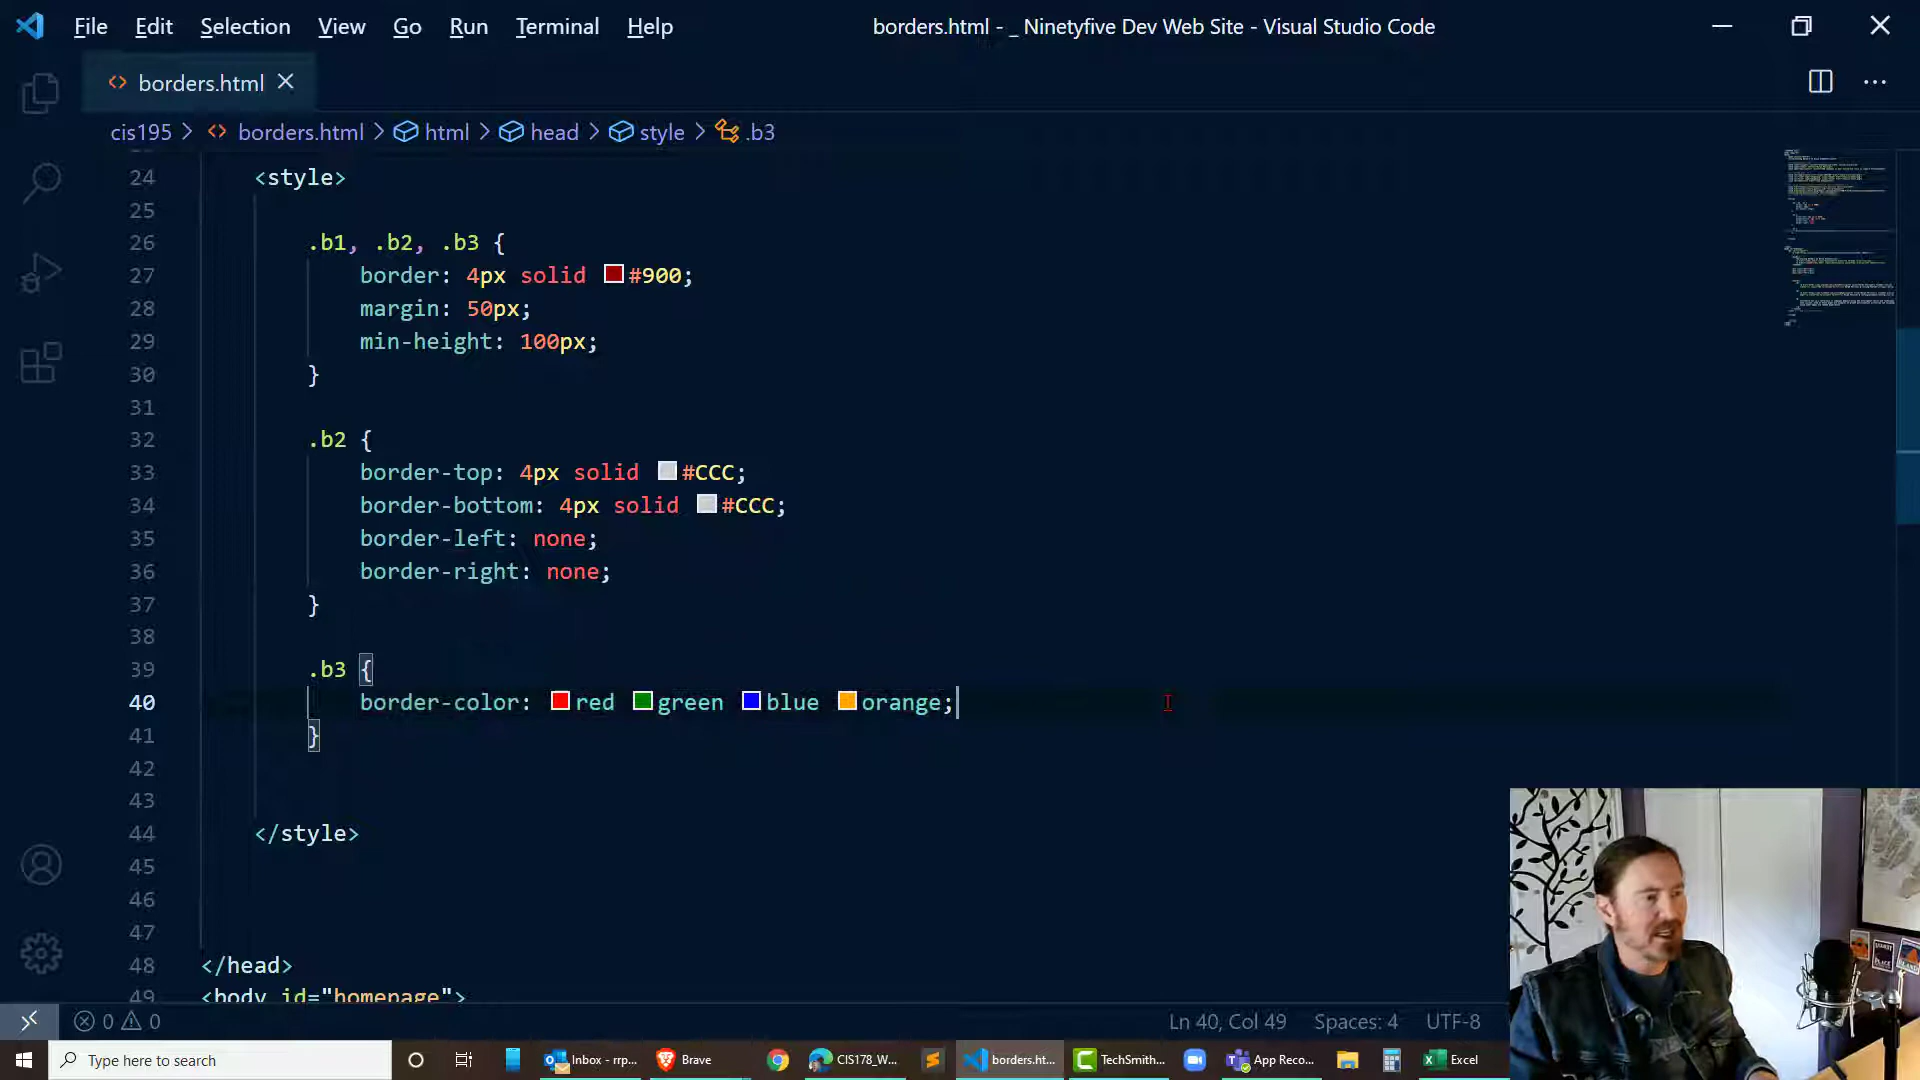 File Edit Selection View Go Run Terminal Help
borders.html - _ Ninetyfive Dev Web Site - Visual Studio Code
borders.html
cis195 > borders.html > html > head > style > .b3
24 <style>
25
26 .b1, .b2, .b3 {
27 border: 4px solid #900;
28 margin: 50px;
29 min-height: 100px;
30 }
31
32 .b2 {
33 border-top: 4px solid #CCC;
34 border-bottom: 4px solid #CCC;
35 border-left: none;
36 border-right: none;
37 }
38
39 .b3 {
40 border-color: red green blue orange;
41 }
42
43
44 </style>
45
46
47
48 </head>
49 <body id="homepage">
0 0 Ln 40, Col 49 Spaces: 4 UTF-8
Type here to search Inbox - rrp... Brave CIS178_W... borders.ht... TechSmith... App Reco... Excel